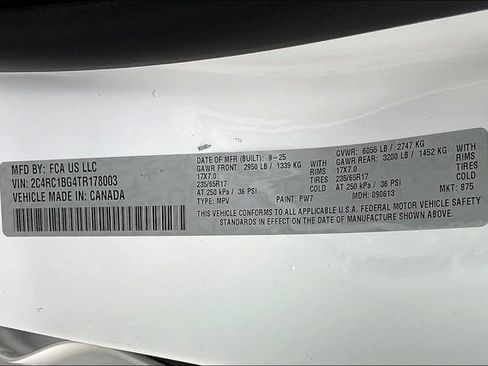 MFD BY: FCA US LLC
VIN: 2C4RC1BG4TR178003
VEHICLE MADE IN: CANADA
DATE OF MFR (BUILT): 9-25 GVWR: 6055 LB / 2747 KG
GAWR FRONT: 2950 LB / 1339 KG WITH GAWR REAR: 3200 LB / 1452 KG WITH
17X7.0 RIMS 17X7.0 RIMS
235/65R17 TIRES 235/65R17 TIRES
AT 250 kPa / 36 PSI COLD AT 250 kPa / 36 PSI COLD
TYPE: MPV PAINT: PW7 MDH: 090613 MKT: 875
THIS VEHICLE CONFORMS TO ALL APPLICABLE U.S.A. FEDERAL MOTOR VEHICLE SAFETY
STANDARDS IN EFFECT ON THE DATE OF MANUFACTURE SHOWN ABOVE.